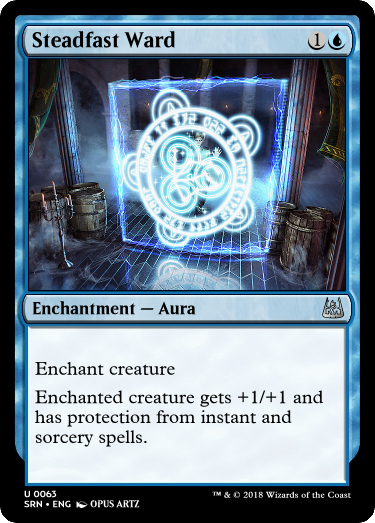 Steadfast Ward 1
Enchantment — Aura
Enchant creature
Enchanted creature gets +1/+1 and
has protection from instant and
sorcery spells.
U 0063
SRN • ENG OPUS ARTZ
™ & © 2018 Wizards of the Coast